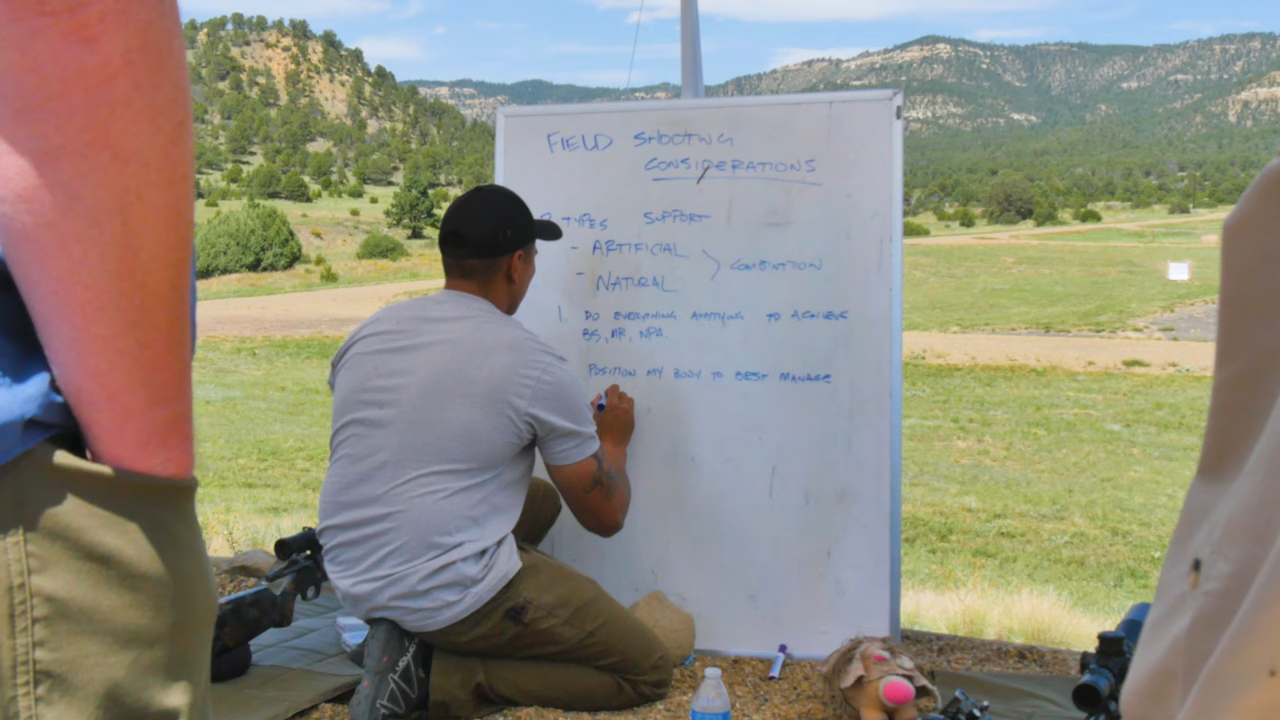 FIELD SHOOTING
CONSIDERATIONS
TYPES SUPPORT
- ARTIFICIAL
- NATURAL
COMBINATION
1. DO EVERYTHING ANYTHING TO ACHIEVE
BS, MR, NPA.
POSITION MY BODY TO BEST MANAGE